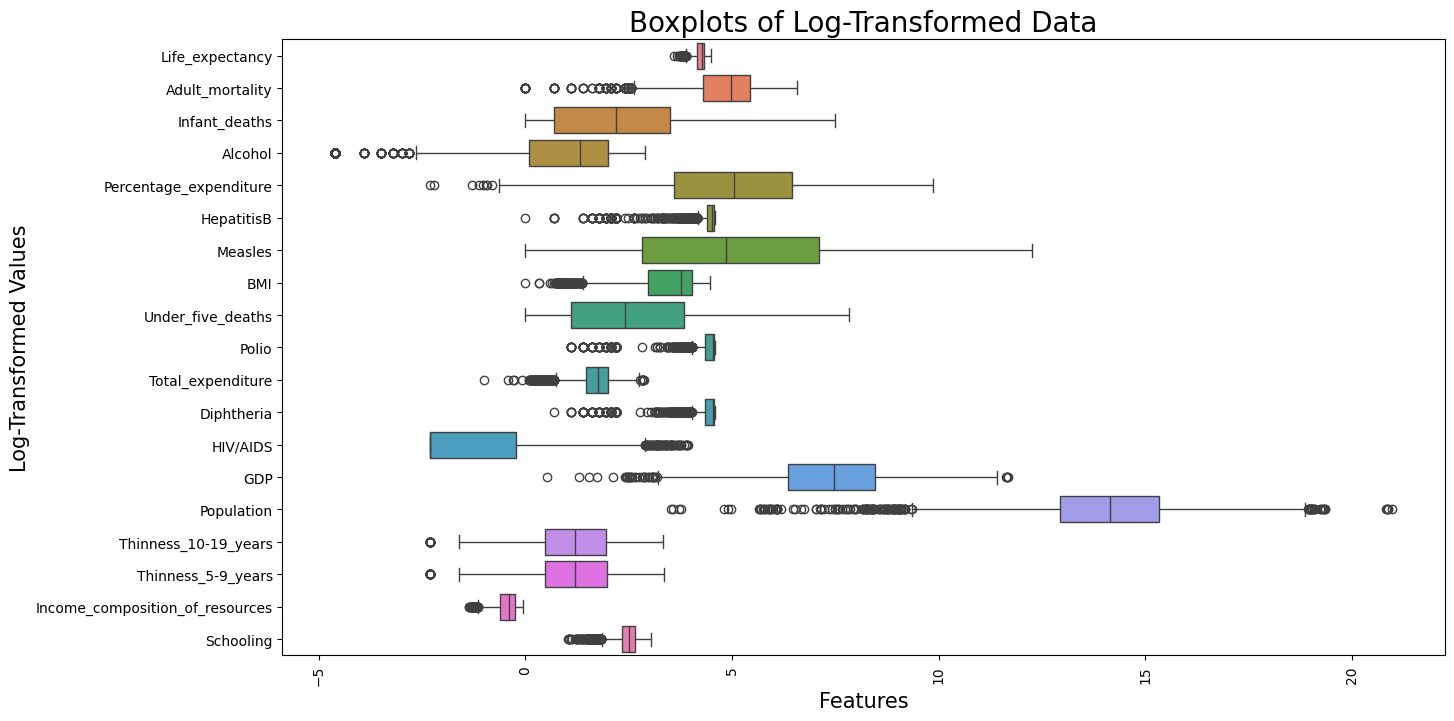 Boxplots of Log-Transformed Data
Log-Transformed Values
Life_expectancy
Adult_mortality
Infant_deaths
Alcohol
Percentage_expenditure
HepatitisB
Measles
BMI
Under_five_deaths
Polio
Total_expenditure
Diphtheria
HIV/AIDS
GDP
Population
Thinness_10-19_years
Thinness_5-9_years
Income_composition_of_resources
Schooling
−5
0
5
10
15
20
Features